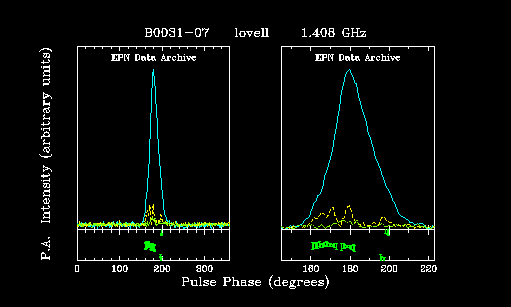 B0031-07 lovell 1.408 GHz
EPN Data Archive EPN Data Archive
P.A. Intensity (arbitrary units)
0 100 200 300 160 180 200 220
Pulse Phase (degrees)